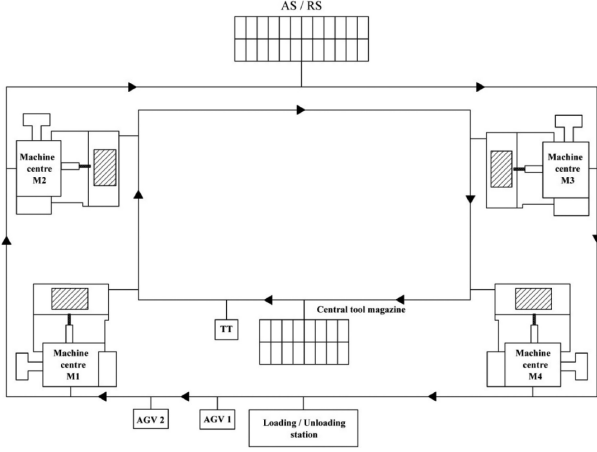 AS / RS
Machine
centre
M2
Machine
centre
M3
Central tool magazine
TT
Machine
centre
M1
Machine
centre
M4
AGV 2
AGV 1
Loading / Unloading
station